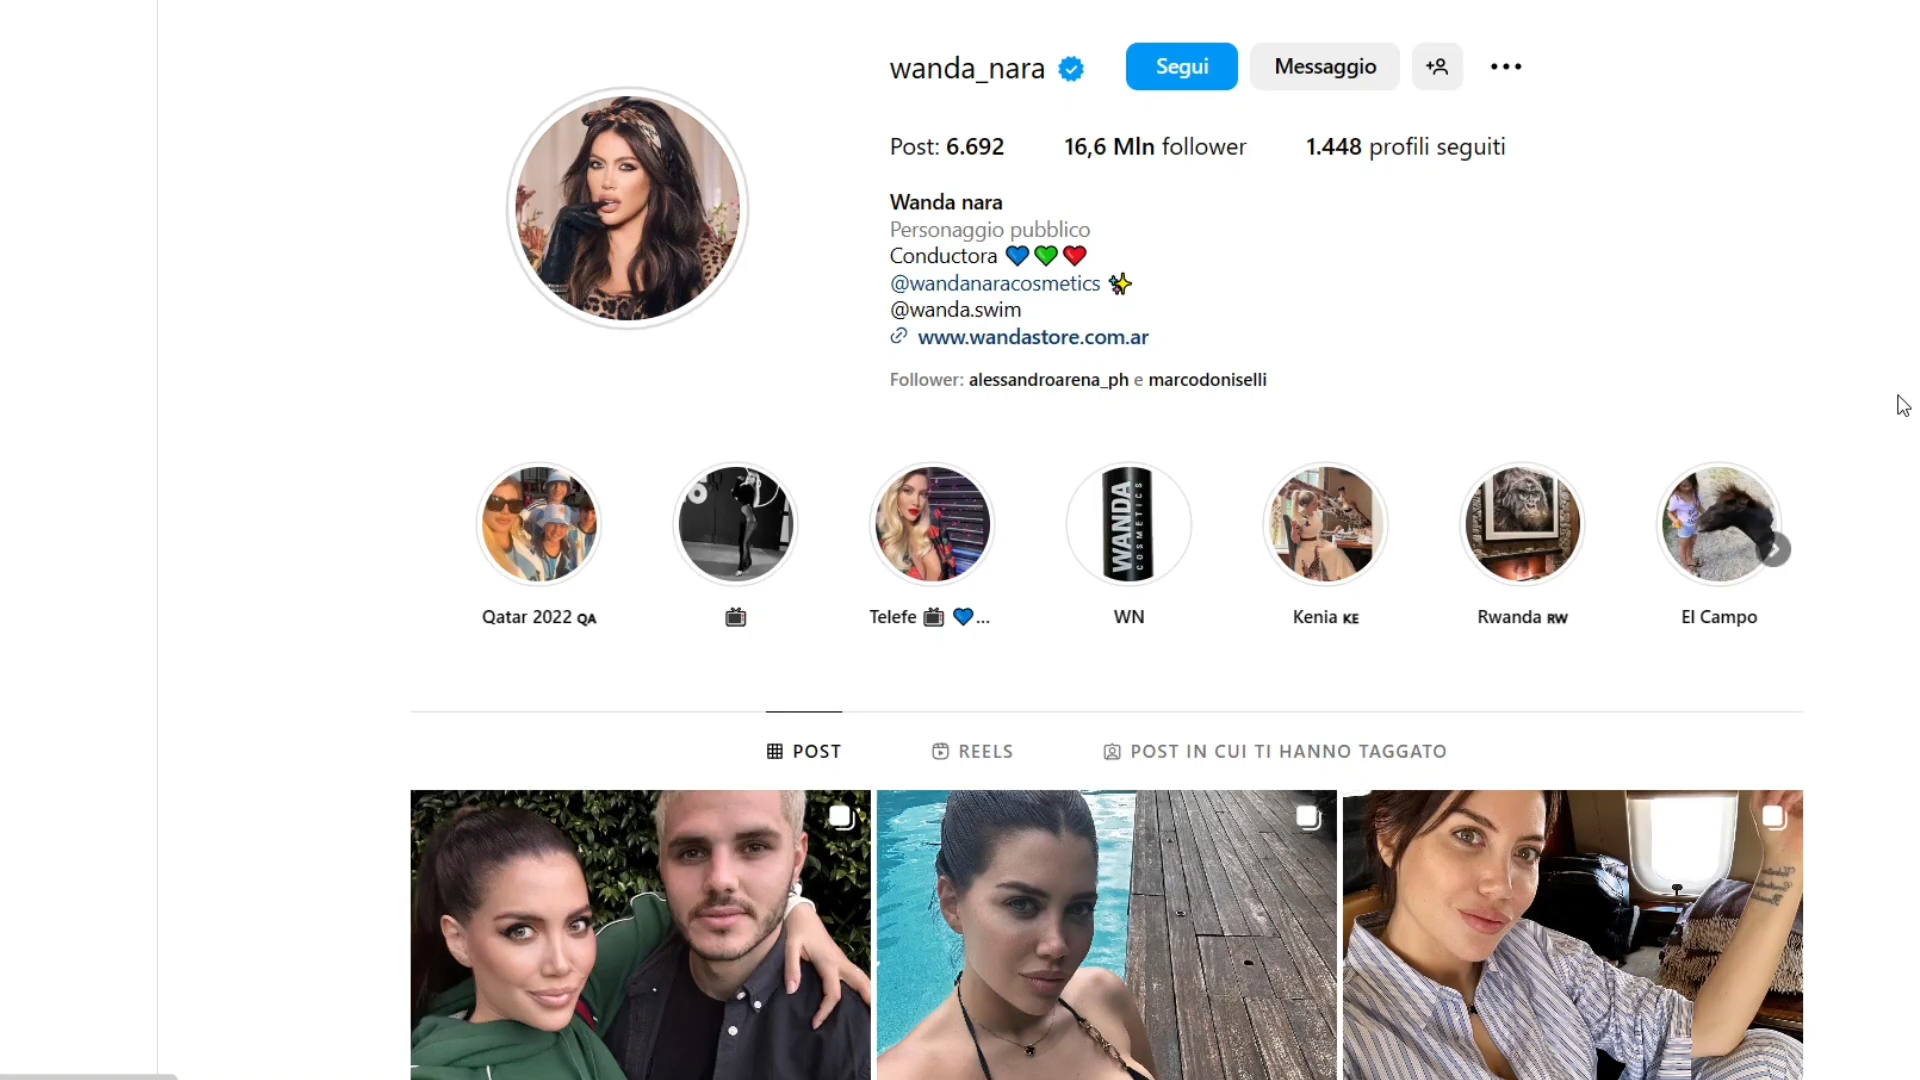 wanda_nara
Segui
Messaggio
Post: 6.692
16,6 Mln follower
1.448 profili seguiti
Wanda nara
Personaggio pubblico
Conductora 💙💚❤️
@wandanaracosmetics ✨
@wanda.swim
www.wandastore.com.ar
Follower: alessandroarena_ph e marcodoniselli
WANDA
COSMETICS
Qatar 2022 QA
📺
Telefe 📺 💙...
WN
Kenia KE
Rwanda RW
El Campo
POST
REELS
POST IN CUI TI HANNO TAGGATO